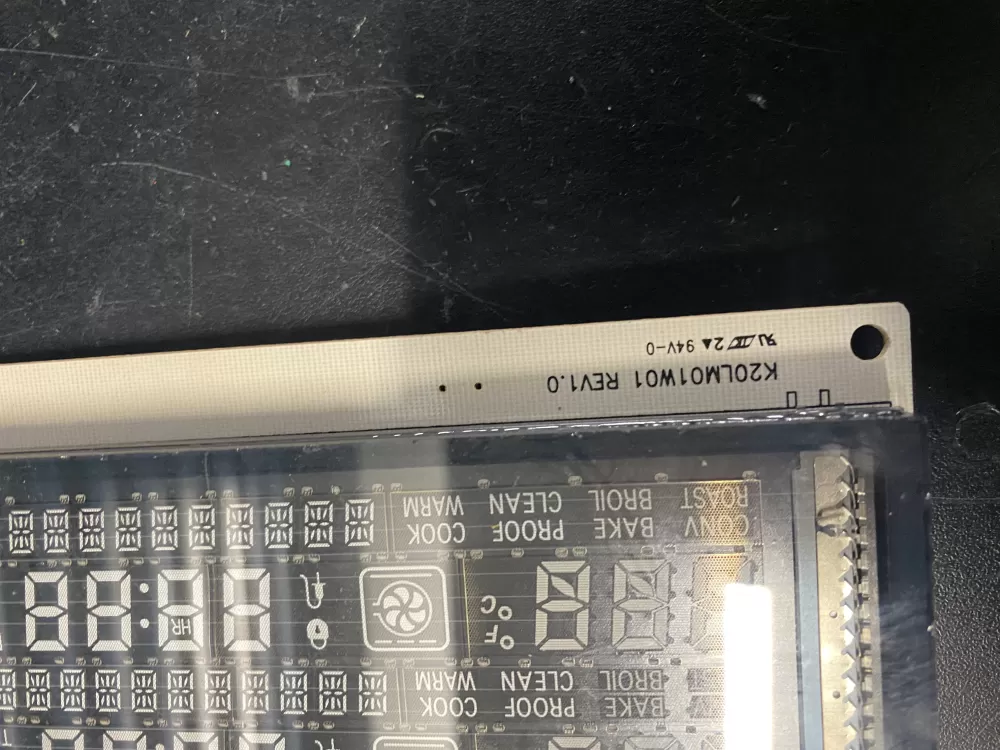 BAKE PROOF COOK
BROIL CLEAN WARM
°F
HR
°C
CONV BAKE PROOF COOK
ROAST BROIL CLEAN WARM
K20LM01W01 REV1.0
2▲ 94V-0